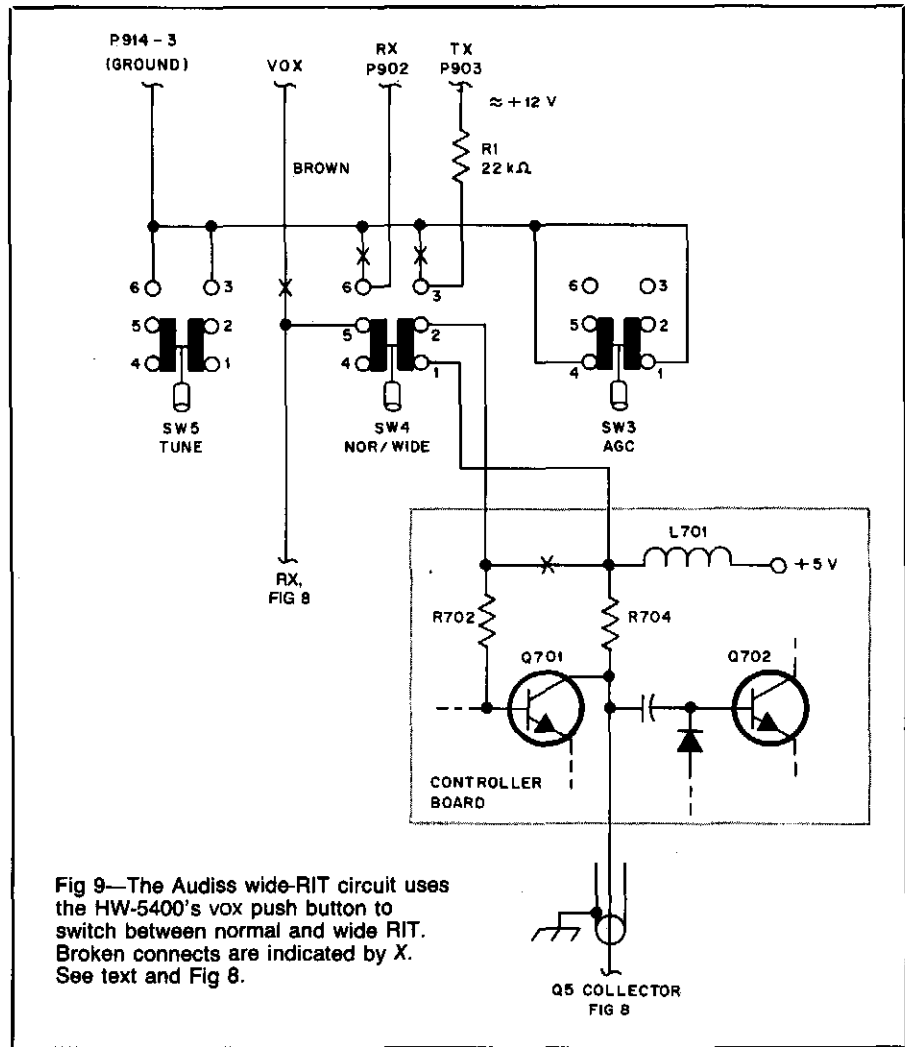 P914-3
(GROUND)
VOX
RX
P902
TX
P903
≈ +12 V
R1
22 kΩ
BROWN
6
3
5
2
4
1
SW5
TUNE
6
3
5
2
4
1
SW4
NOR/WIDE
6
3
5
2
4
1
SW3
AGC
RX,
FIG 8
L701
+5 V
R702
R704
Q701
Q702
CONTROLLER
BOARD
Q5 COLLECTOR
FIG 8
Fig 9—The Audiss wide-RIT circuit uses
the HW-5400's VOX push button to
switch between normal and wide RIT.
Broken connects are indicated by X.
See text and Fig 8.